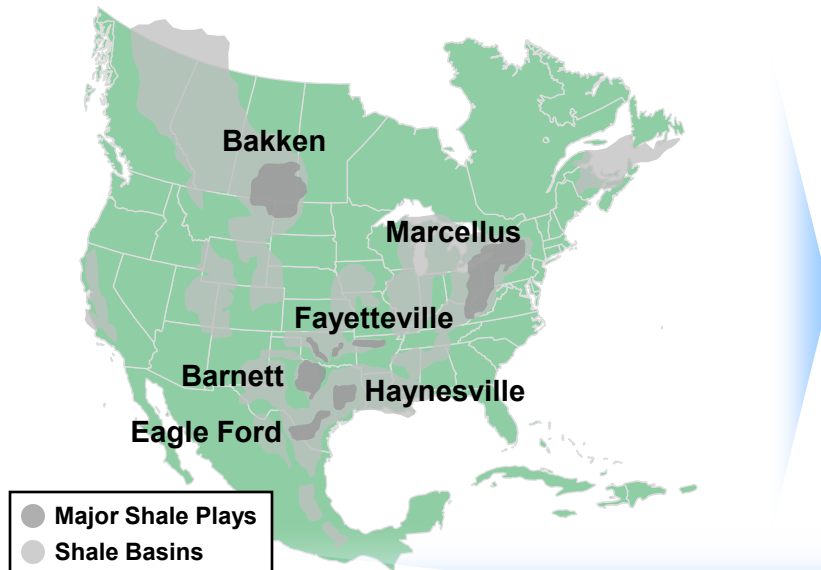 Bakken
Marcellus
Fayetteville
Barnett
Haynesville
Eagle Ford
Major Shale Plays
Shale Basins